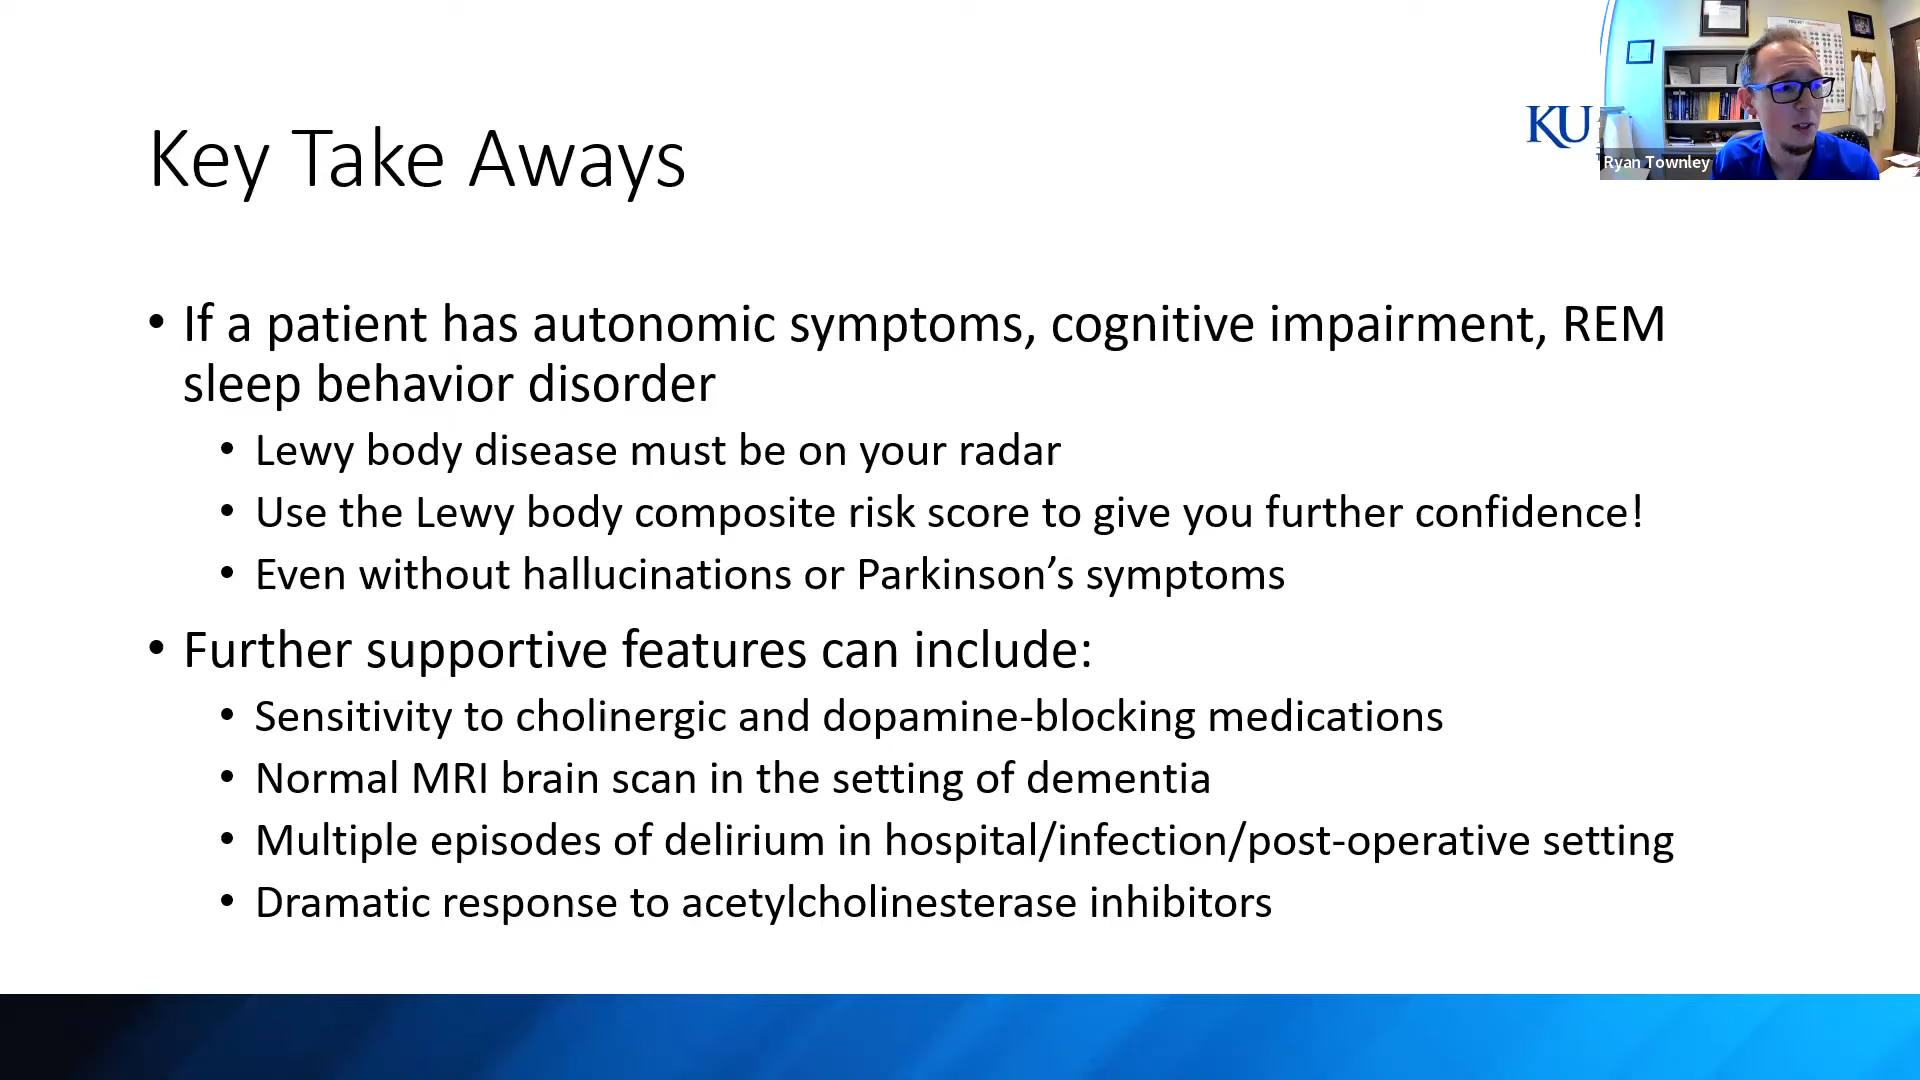 KU
Ryan Townley
Key Take Aways
• If a patient has autonomic symptoms, cognitive impairment, REM
sleep behavior disorder
• Lewy body disease must be on your radar
• Use the Lewy body composite risk score to give you further confidence!
• Even without hallucinations or Parkinson’s symptoms
• Further supportive features can include:
• Sensitivity to cholinergic and dopamine-blocking medications
• Normal MRI brain scan in the setting of dementia
• Multiple episodes of delirium in hospital/infection/post-operative setting
• Dramatic response to acetylcholinesterase inhibitors